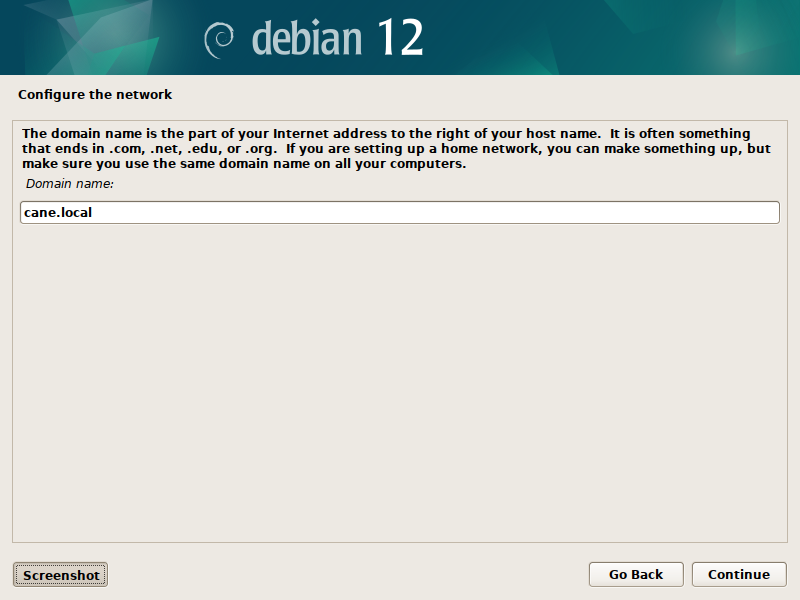 debian 12
Configure the network
The domain name is the part of your Internet address to the right of your host name.  It is often something
that ends in .com, .net, .edu, or .org.  If you are setting up a home network, you can make something up, but
make sure you use the same domain name on all your computers.
Domain name:
cane.local
Screenshot
Go Back
Continue